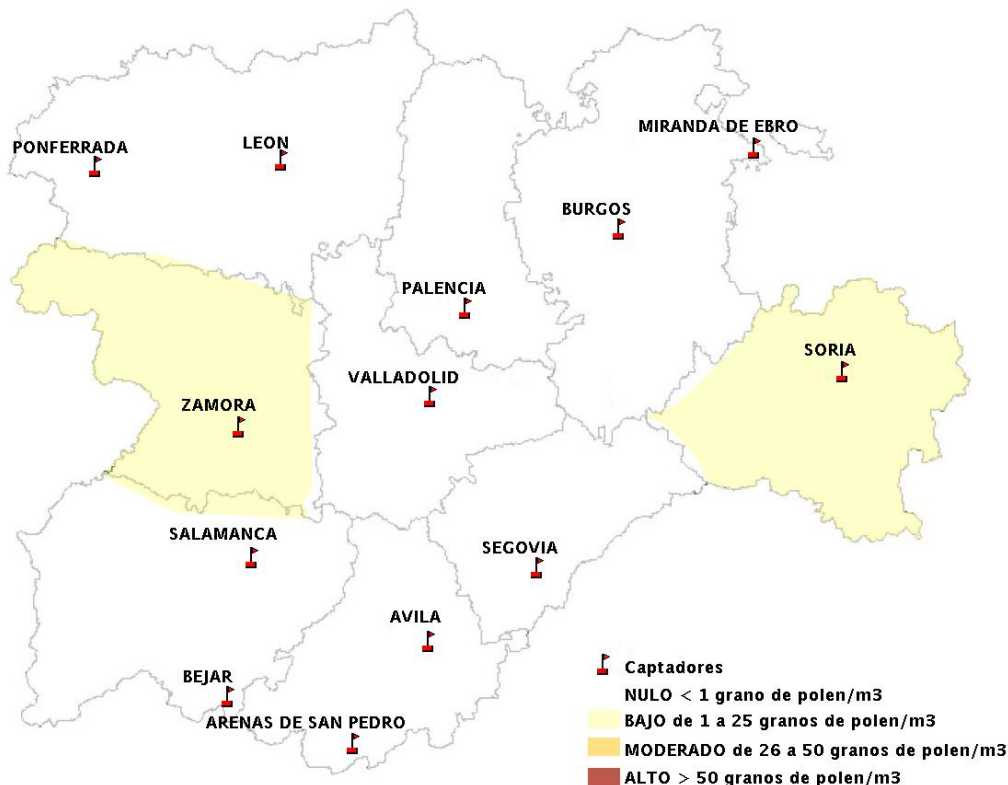 MIRANDA DE EBRO
PONFERRADA
LEON
BURGOS
PALENCIA
SORIA
VALLADOLID
ZAMORA
SALAMANCA
SEGOVIA
AVILA
BEJAR
ARENAS DE SAN PEDRO
Captadores
NULO < 1 grano de polen/m3
BAJO de 1 a 25 granos de polen/m3
MODERADO de 26 a 50 granos de polen/m3
ALTO > 50 granos de polen/m3